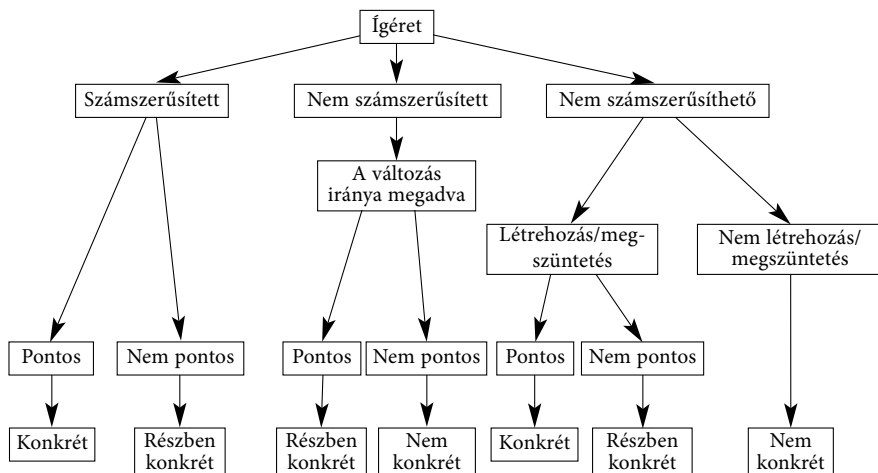 Ígéret
Számszerűsített
Nem számszerűsített
Nem számszerűsíthető
A változás
iránya megadva
Létrehozás/meg-
szüntetés
Nem létrehozás/
megszüntetés
Pontos
Nem pontos
Pontos
Nem pontos
Pontos
Nem pontos
Konkrét
Részben
konkrét
Részben
konkrét
Nem
konkrét
Konkrét
Részben
konkrét
Nem
konkrét